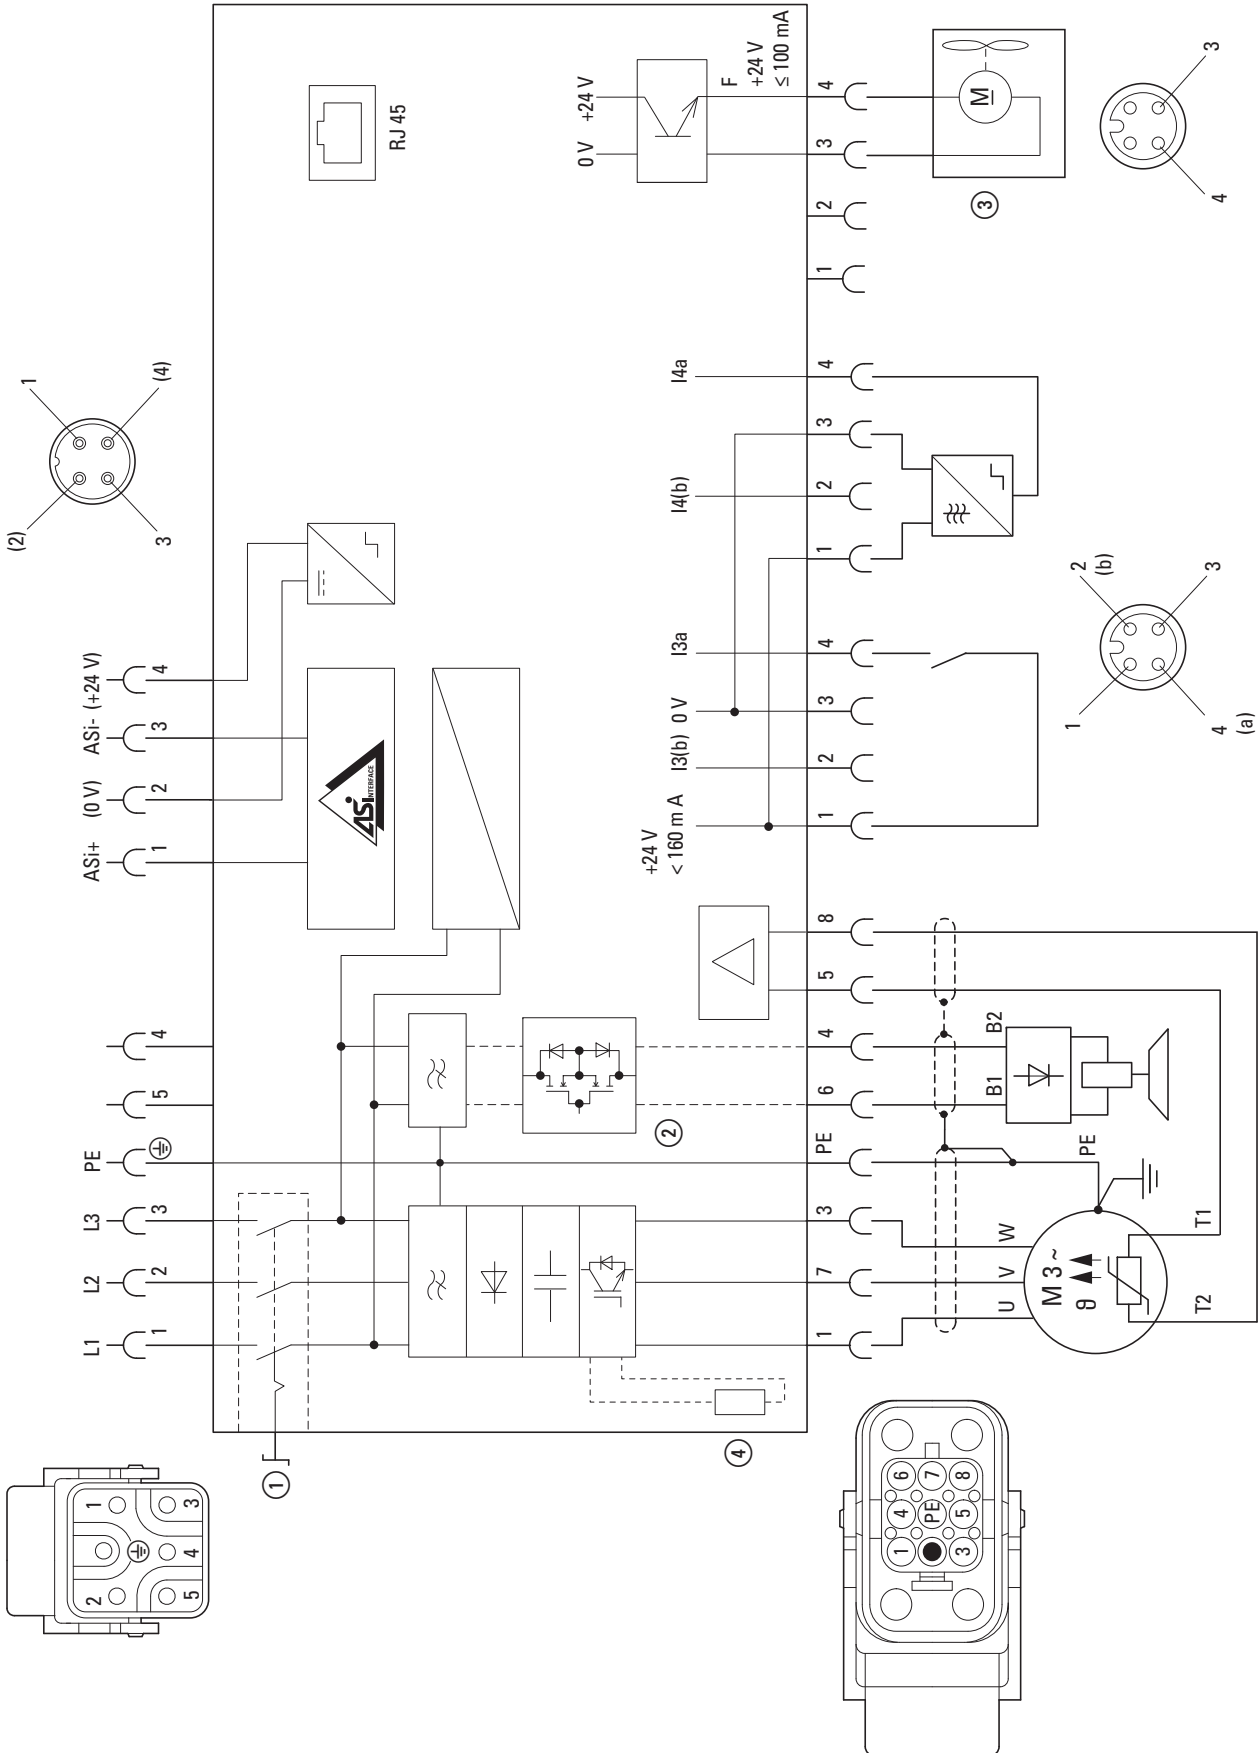 L1
L2
L3
PE
1
2
3
5
4
ASi+
(0 V)
ASi-
(+24 V)
1
2
3
4
(2)
1
3
(4)
ASi
INTERFACE
RJ 45
0 V
+24 V
F
+24 V
≤ 100 mA
+24 V
< 160 m A
I3(b)
0 V
I3a
I4(b)
I4a
1
2
4
1
7
3
PE
6
4
5
8
1
2
3
4
1
2
3
4
1
2
3
4
U
V
W
PE
B1
B2
M 3 ~
ϑ
T1
T2
M
3
1
2 (b)
3
4 (a)
3
4
2
1
5
4
3
1
4
6
PE
7
3
5
8